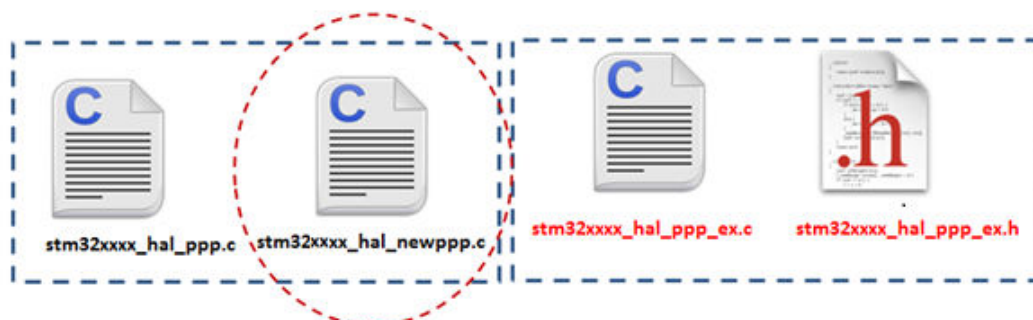 C
C
C
.h
stm32xxxx_hal_ppp.c
stm32xxxx_hal_newppp.c
stm32xxxx_hal_ppp_ex.c
stm32xxxx_hal_ppp_ex.h